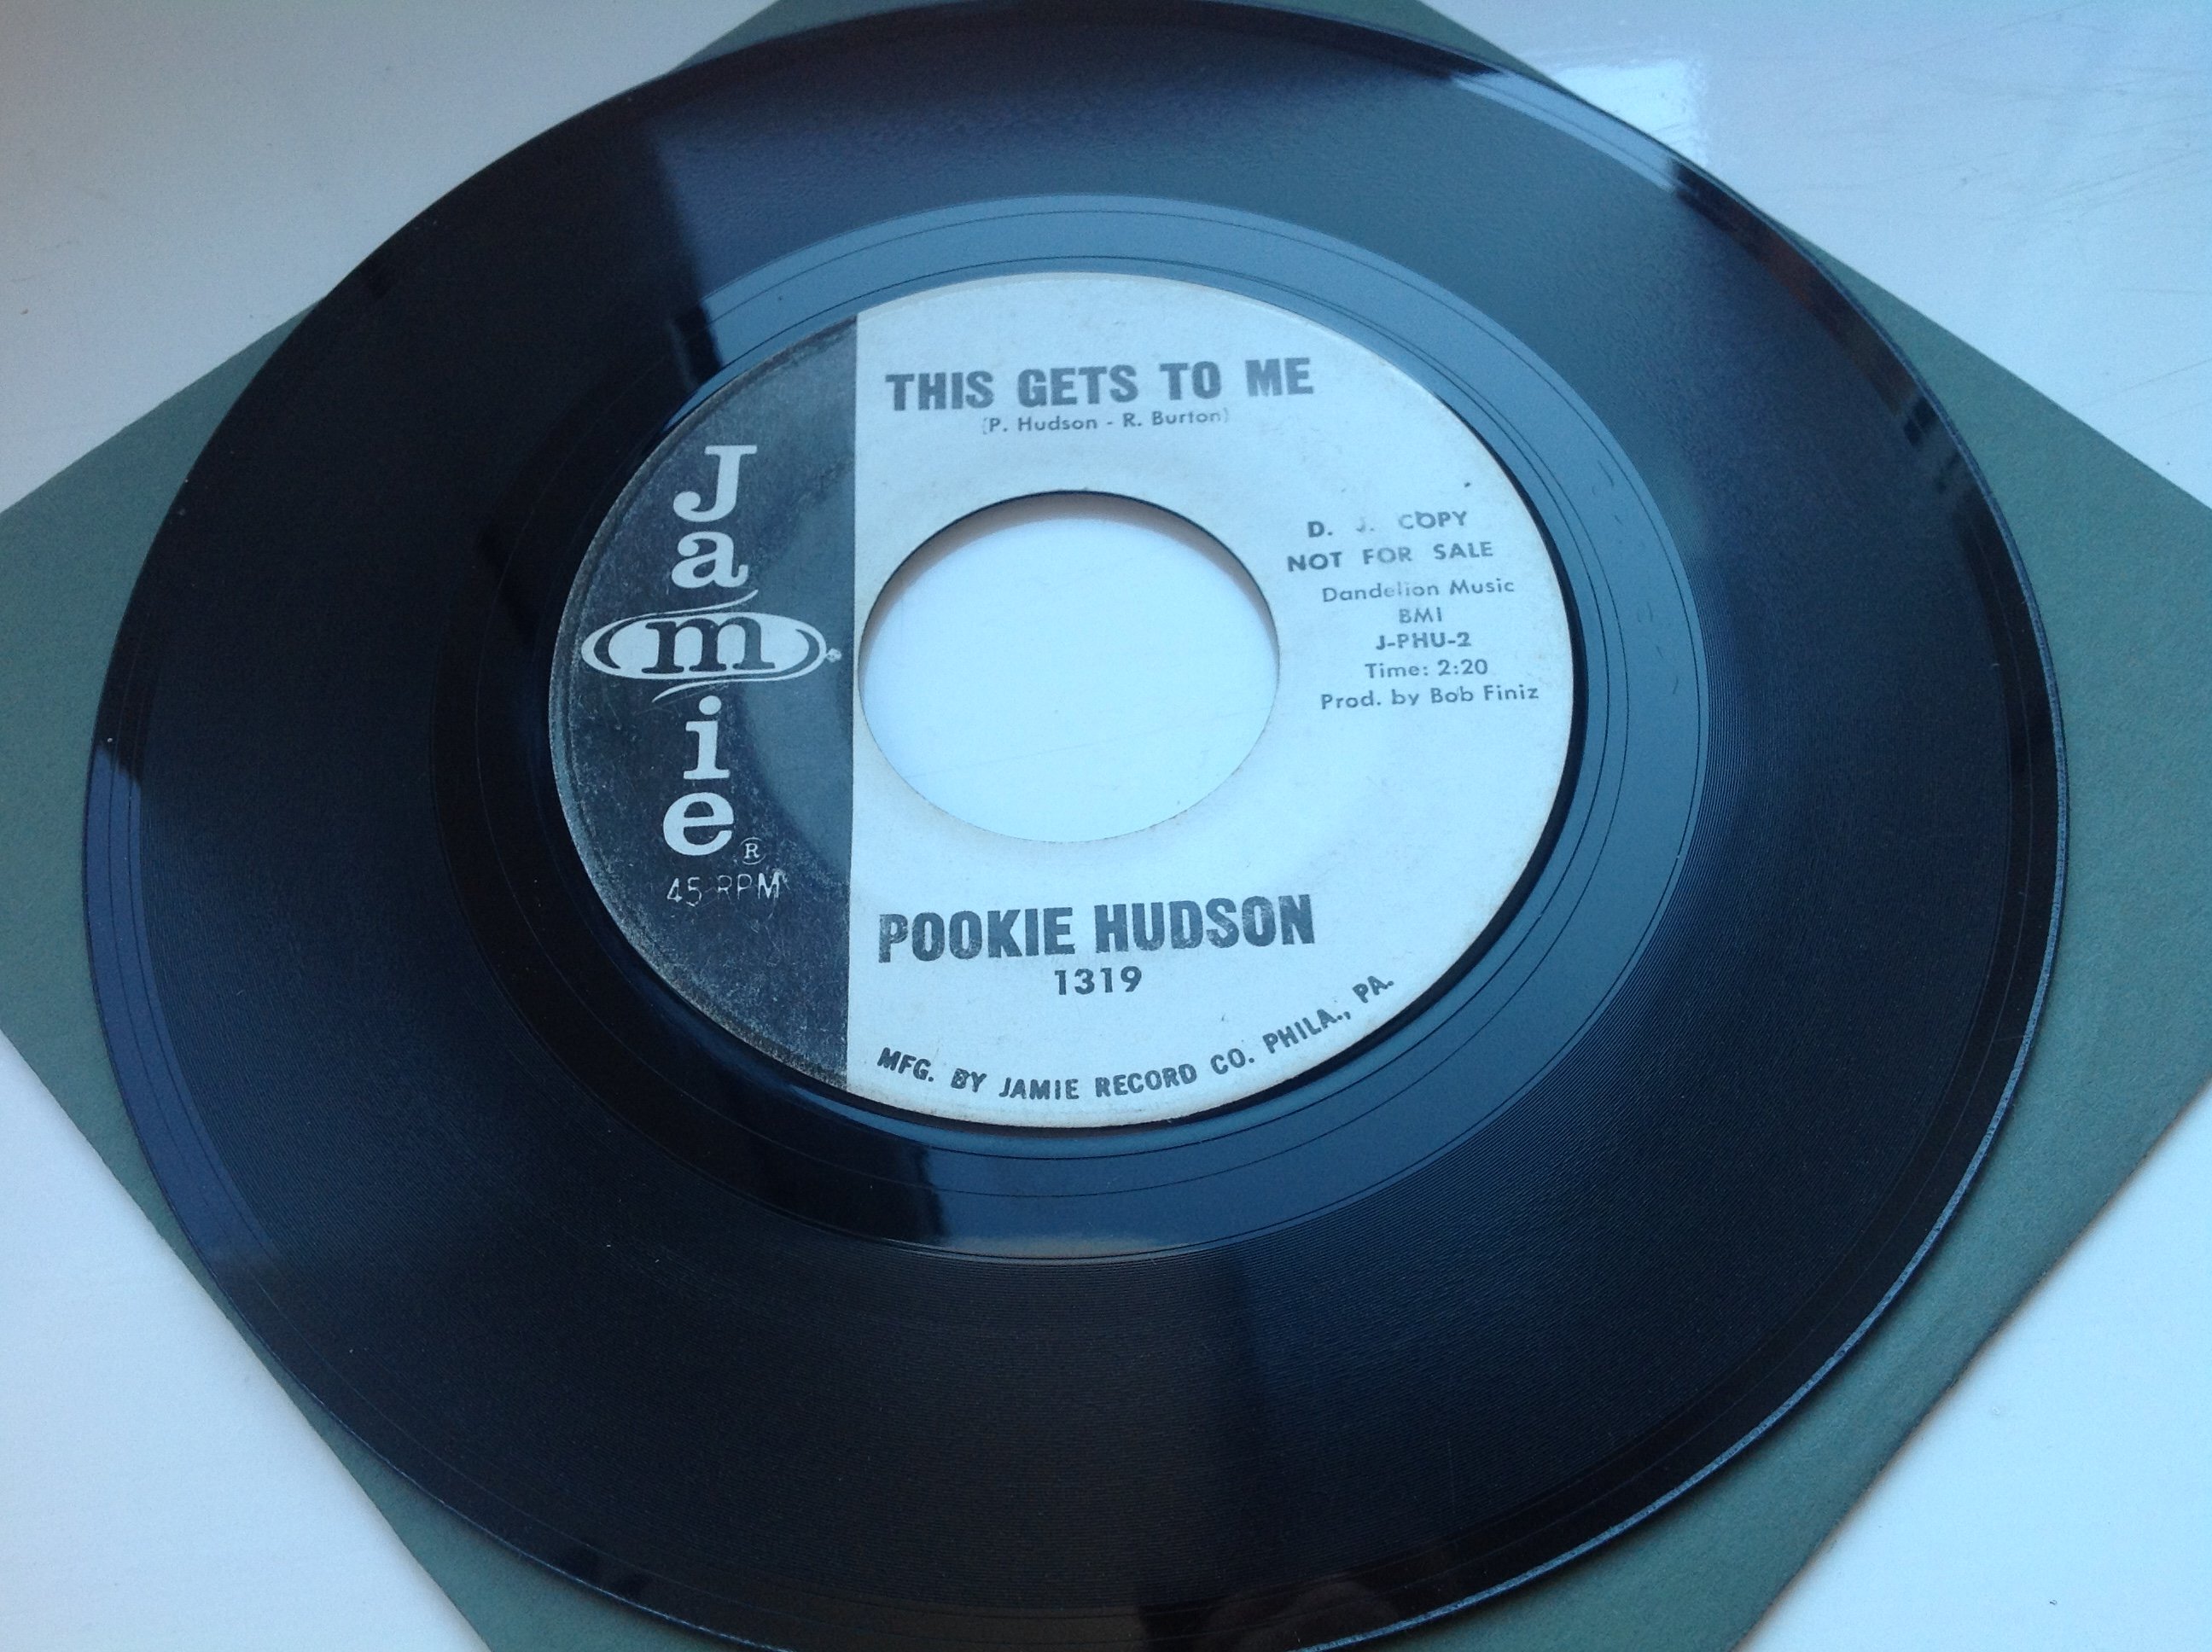 THIS GETS TO ME
(P. Hudson - R. Burton)
Jamie
®
45 RPM
D. J. COPY
NOT FOR SALE
Dandelion Music
BMI
J-PHU-2
Time: 2:20
Prod. by Bob Finiz
POOKIE HUDSON
1319
MFG. BY JAMIE RECORD CO. PHILA., PA.